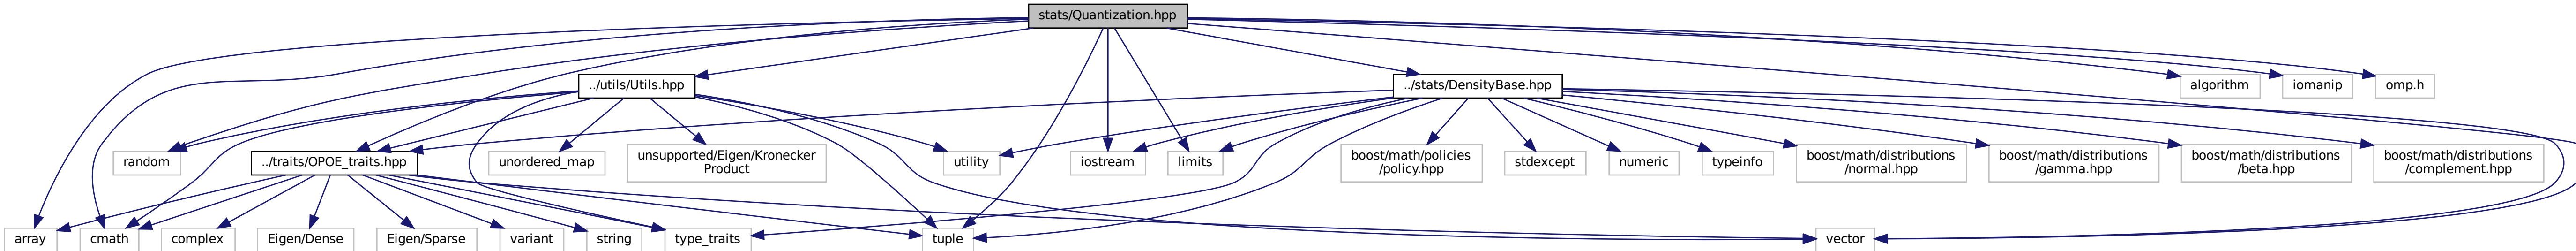 stats/Quantization.hpp
../utils/Utils.hpp
../stats/DensityBase.hpp
algorithm
iomanip
omp.h
random
../traits/OPOE_traits.hpp
unordered_map
unsupported/Eigen/Kronecker
Product
utility
iostream
limits
boost/math/policies
/policy.hpp
stdexcept
numeric
typeinfo
boost/math/distributions
/normal.hpp
boost/math/distributions
/gamma.hpp
boost/math/distributions
/beta.hpp
boost/math/distributions
/complement.hpp
array
cmath
complex
Eigen/Dense
Eigen/Sparse
variant
string
type_traits
tuple
vector